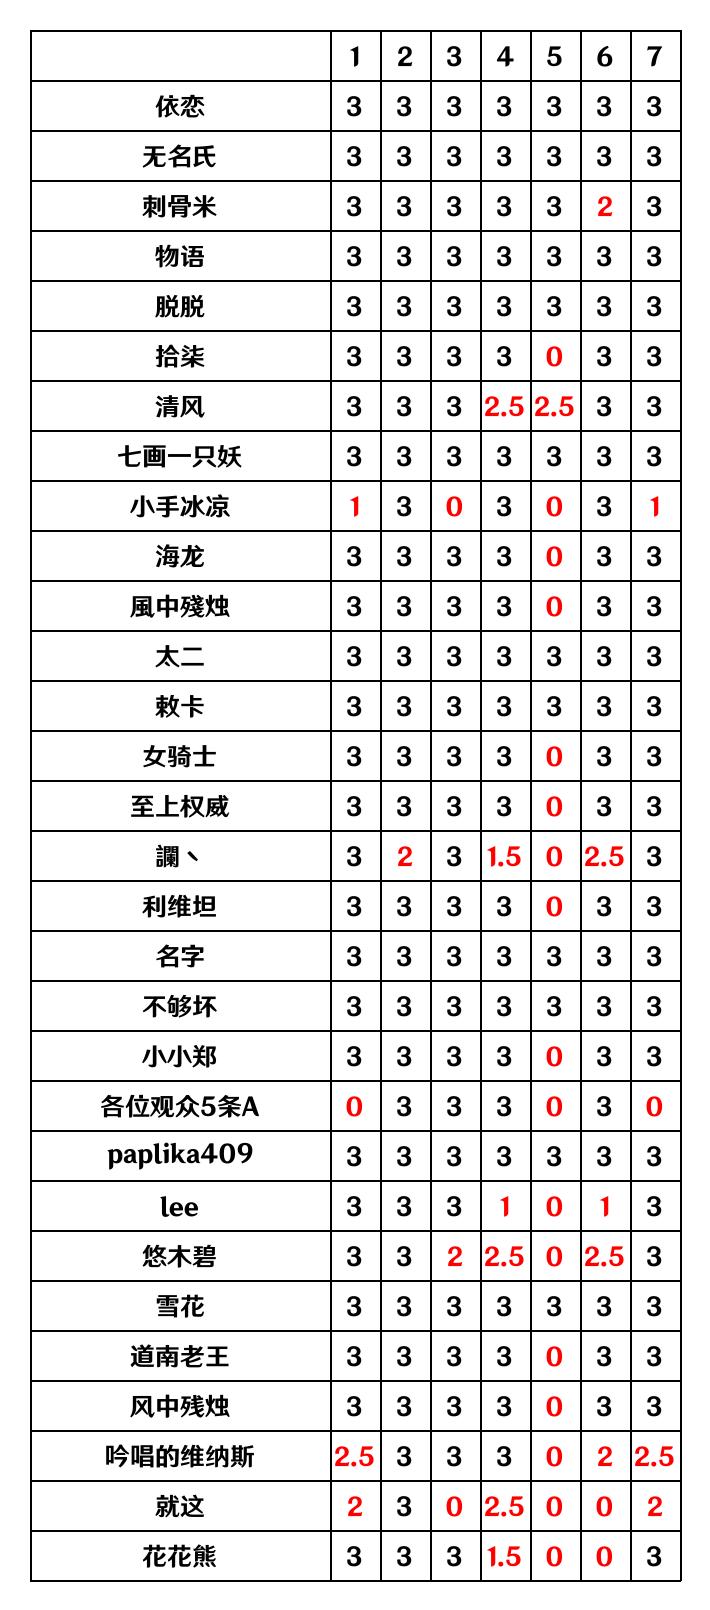 1 2 3 4 5 6 7
依恋 3 3 3 3 3 3 3
无名氏 3 3 3 3 3 3 3
刺骨米 3 3 3 3 3 2 3
物语 3 3 3 3 3 3 3
脱脱 3 3 3 3 3 3 3
拾柒 3 3 3 3 0 3 3
清风 3 3 3 2.5 2.5 3 3
七画一只妖 3 3 3 3 3 3 3
小手冰凉 1 3 0 3 0 3 1
海龙 3 3 3 3 0 3 3
風中殘烛 3 3 3 3 0 3 3
太二 3 3 3 3 3 3 3
敕卡 3 3 3 3 3 3 3
女骑士 3 3 3 3 0 3 3
至上权威 3 3 3 3 0 3 3
讕丶 3 2 3 1.5 0 2.5 3
利维坦 3 3 3 3 0 3 3
名字 3 3 3 3 3 3 3
不够坏 3 3 3 3 3 3 3
小小郑 3 3 3 3 0 3 3
各位观众5条A 0 3 3 3 0 3 0
paplika409 3 3 3 3 3 3 3
lee 3 3 3 1 0 1 3
悠木碧 3 3 2 2.5 0 2.5 3
雪花 3 3 3 3 3 3 3
道南老王 3 3 3 3 0 3 3
风中残烛 3 3 3 3 0 3 3
吟唱的维纳斯 2.5 3 3 3 0 2 2.5
就这 2 3 0 2.5 0 0 2
花花熊 3 3 3 1.5 0 0 3